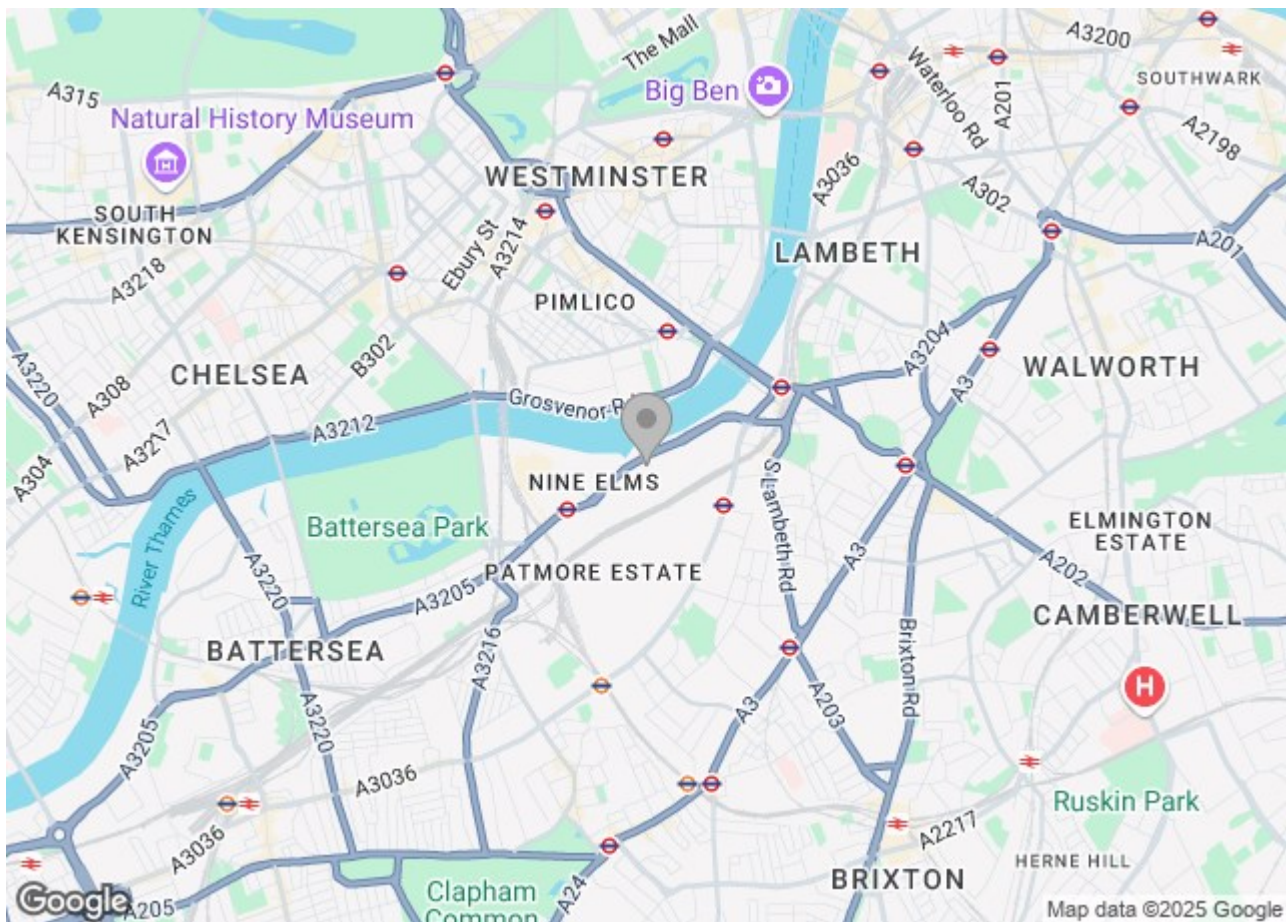 The Mall
A3200
A315
Big Ben
Waterloo Rd
A201
SOUTHWARK
Natural History Museum
A2198
WESTMINSTER
A3036
A302
SOUTH
KENSINGTON
Ebury St
A3214
LAMBETH
A201
A3218
PIMLICO
B302
A3204
A3220
A308
CHELSEA
A3
WALWORTH
A3217
A304
A3212
Grosvenor Rd
NINE ELMS
S Lambeth Rd
River Thames
Battersea Park
ELMINGTON
ESTATE
A3220
A3205
PATMORE ESTATE
A3
A202
CAMBERWELL
BATTERSEA
A3216
Brixton Rd
H
A3205
A3220
A3
A203
A3036
Ruskin Park
A3036
A2217
HERNE HILL
BRIXTON
Google
A205
Clapham
Common
A24
Map data ©2025 Google